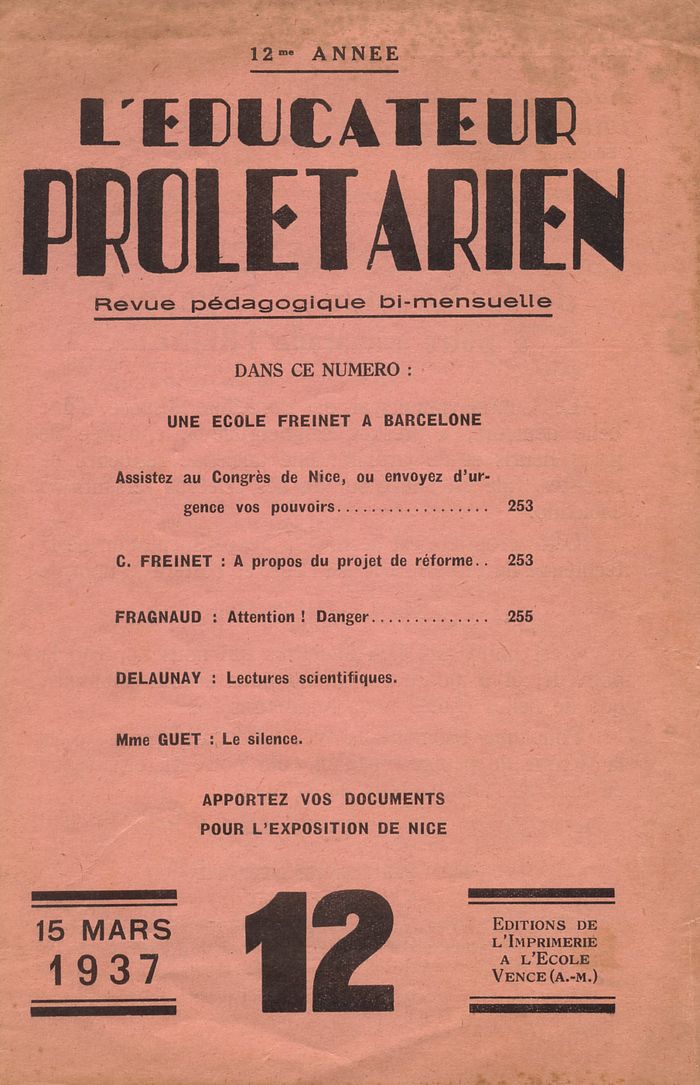 12me ANNEE
L'EDUCATEUR
PROLETARIEN
Revue pédagogique bi-mensuelle
DANS CE NUMERO :
UNE ECOLE FREINET A BARCELONE
Assistez au Congrès de Nice, ou envoyez d'ur-
gence vos pouvoirs.................. 253
C. FREINET : A propos du projet de réforme.. 253
FRAGNAUD : Attention ! Danger.............. 255
DELAUNAY : Lectures scientifiques.
Mme GUET : Le silence.
APPORTEZ VOS DOCUMENTS
POUR L'EXPOSITION DE NICE
15 MARS
1937
12
EDITIONS DE
L'IMPRIMERIE
A L'ECOLE
VENCE (A.-M.)